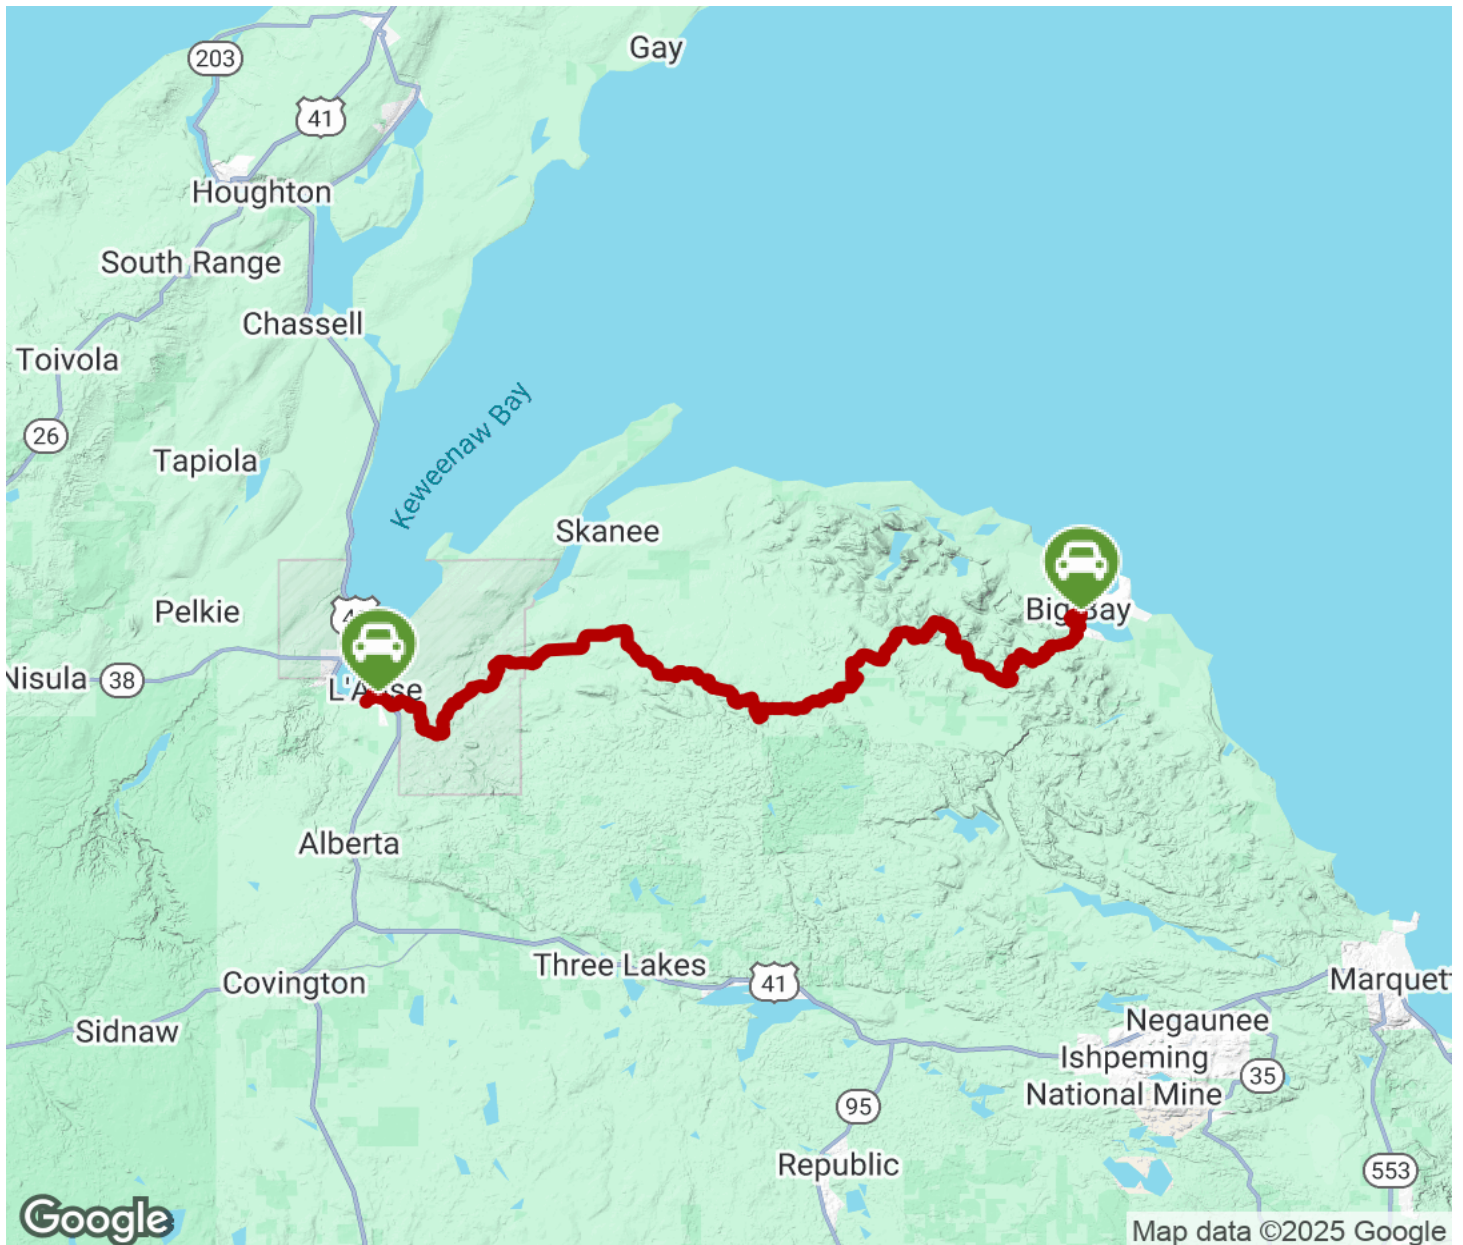 Gay
203
41
Houghton
South Range
Chassell
Toivola
26
Keweenaw Bay
Tapiola
Skanee
Pelkie
Big Bay
Nisula
38
L'Anse
Alberta
Three Lakes
41
Covington
Marquett
Sidnaw
Negaunee
Ishpeming
National Mine
35
95
Republic
553
Google
Map data ©2025 Google